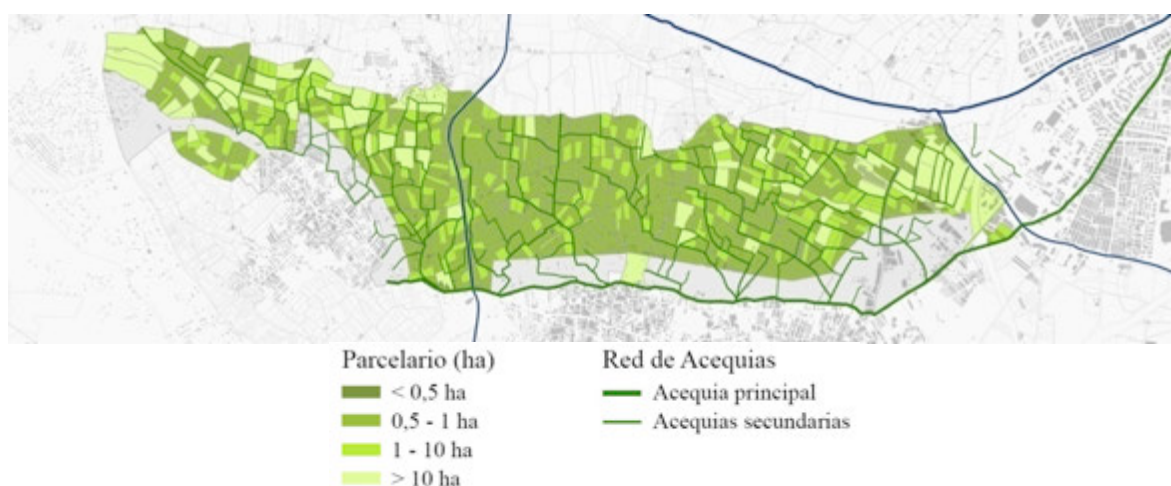 Parcelario (ha)
< 0,5 ha
0,5 - 1 ha
1 - 10 ha
> 10 ha
Red de Acequias
Acequia principal
Acequias secundarias